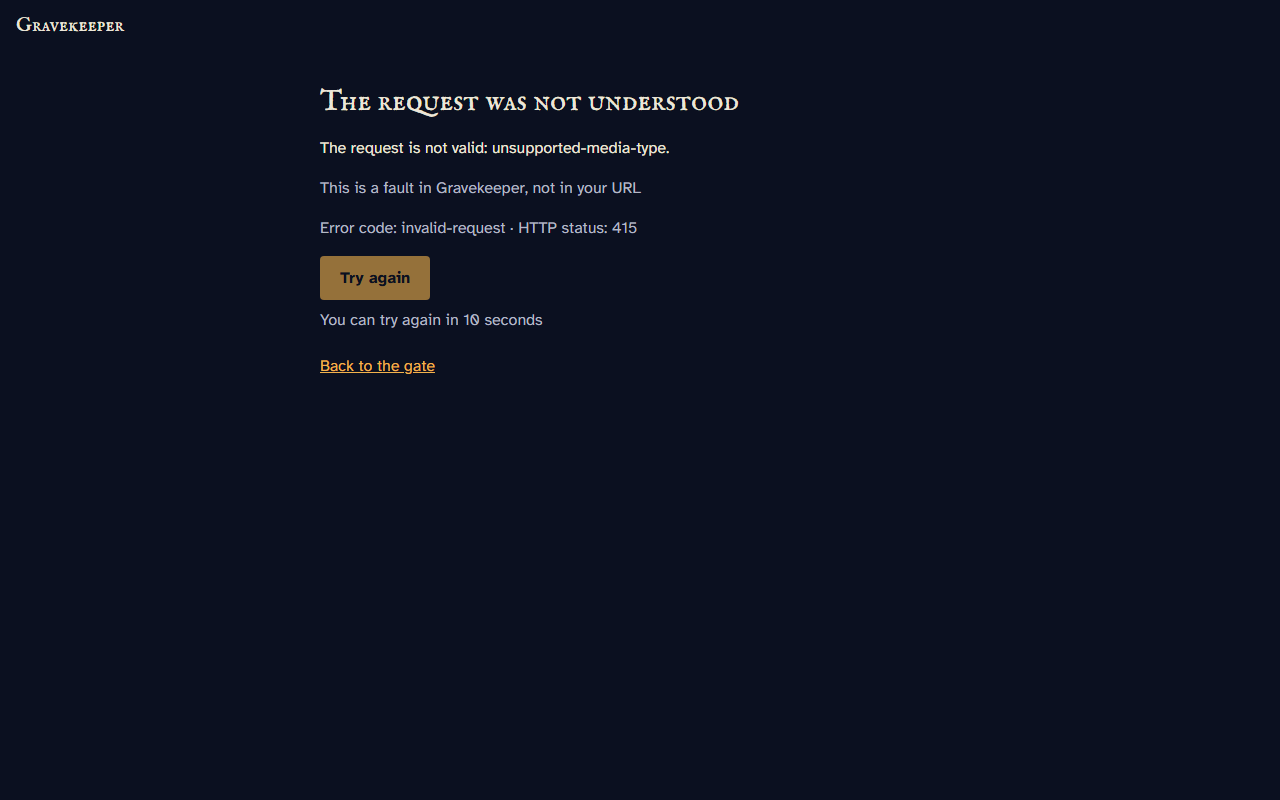 Gravekeeper
The request was not understood
The request is not valid: unsupported-media-type.
This is a fault in Gravekeeper, not in your URL
Error code: invalid-request · HTTP status: 415
Try again
You can try again in 10 seconds
Back to the gate